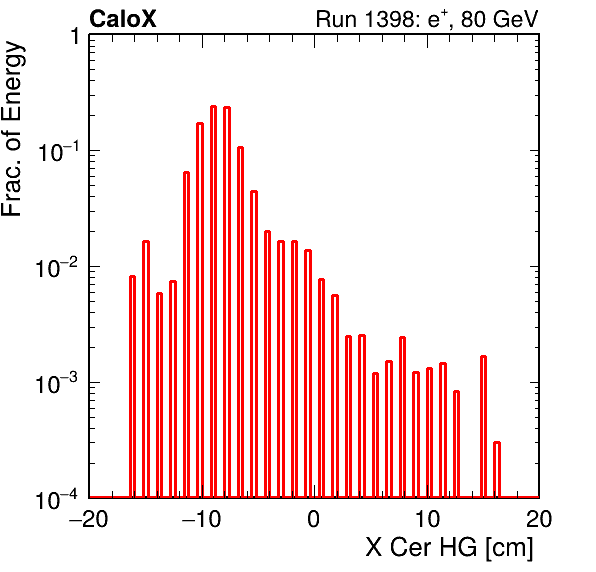 CaloX
Run 1398: e⁺, 80 GeV
Frac. of Energy
1
10⁻¹
10⁻²
10⁻³
10⁻⁴
−20
−10
0
10
20
X Cer HG [cm]